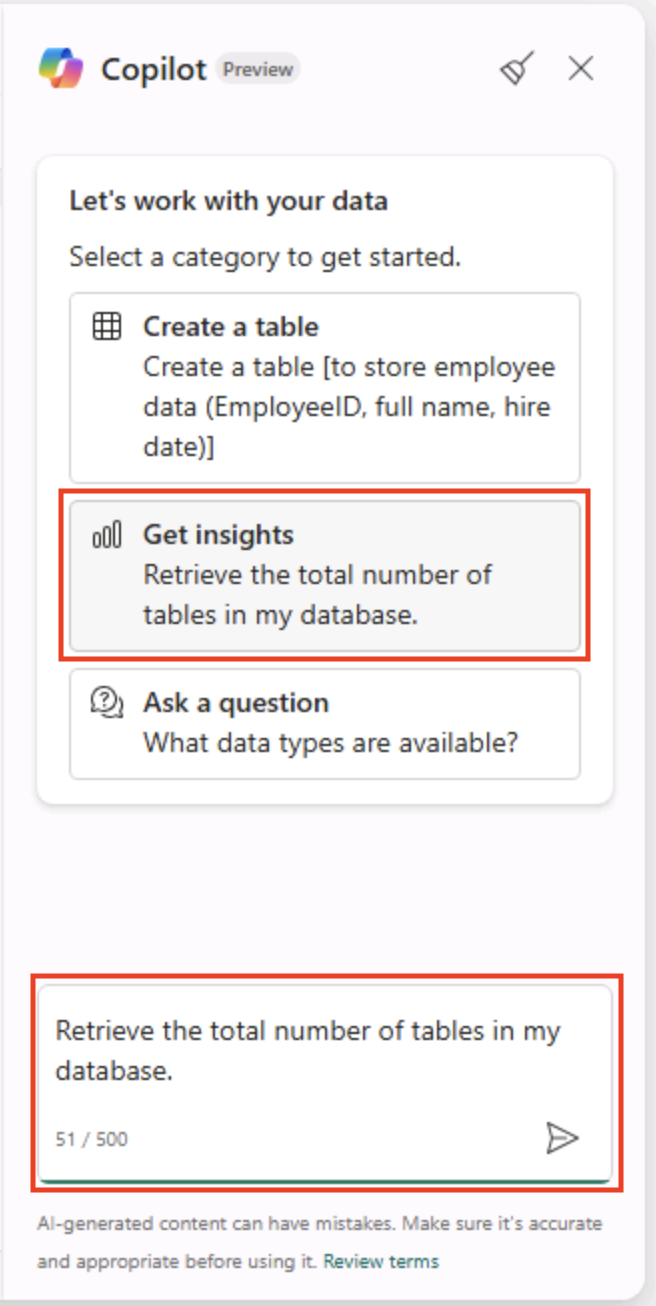 Copilot Preview
Let's work with your data
Select a category to get started.
Create a table
Create a table [to store employee
data (EmployeeID, full name, hire
date)]
Get insights
Retrieve the total number of
tables in my database.
Ask a question
What data types are available?
Retrieve the total number of tables in my
database.
51 / 500
AI-generated content can have mistakes. Make sure it's accurate
and appropriate before using it. Review terms